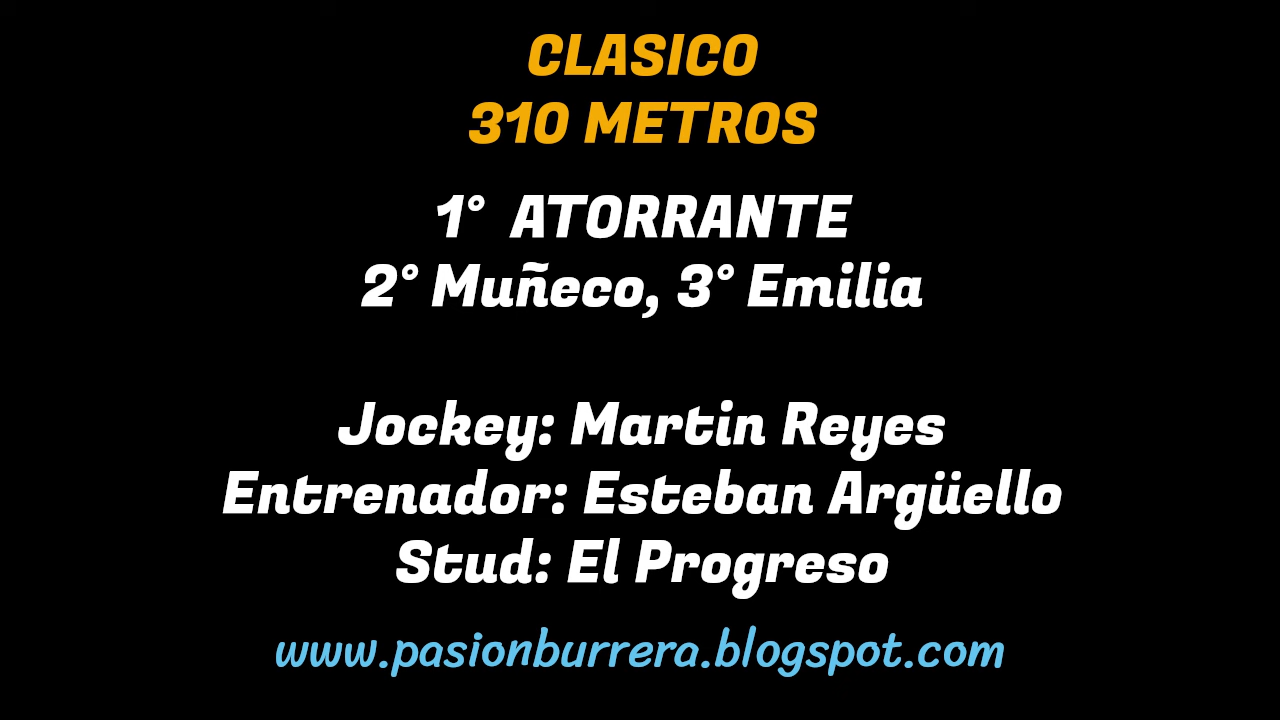 CLASICO
310 METROS
1° ATORRANTE
2° Muñeco, 3° Emilia
Jockey: Martin Reyes
Entrenador: Esteban Argüello
Stud: El Progreso
www.pasionburrera.blogspot.com